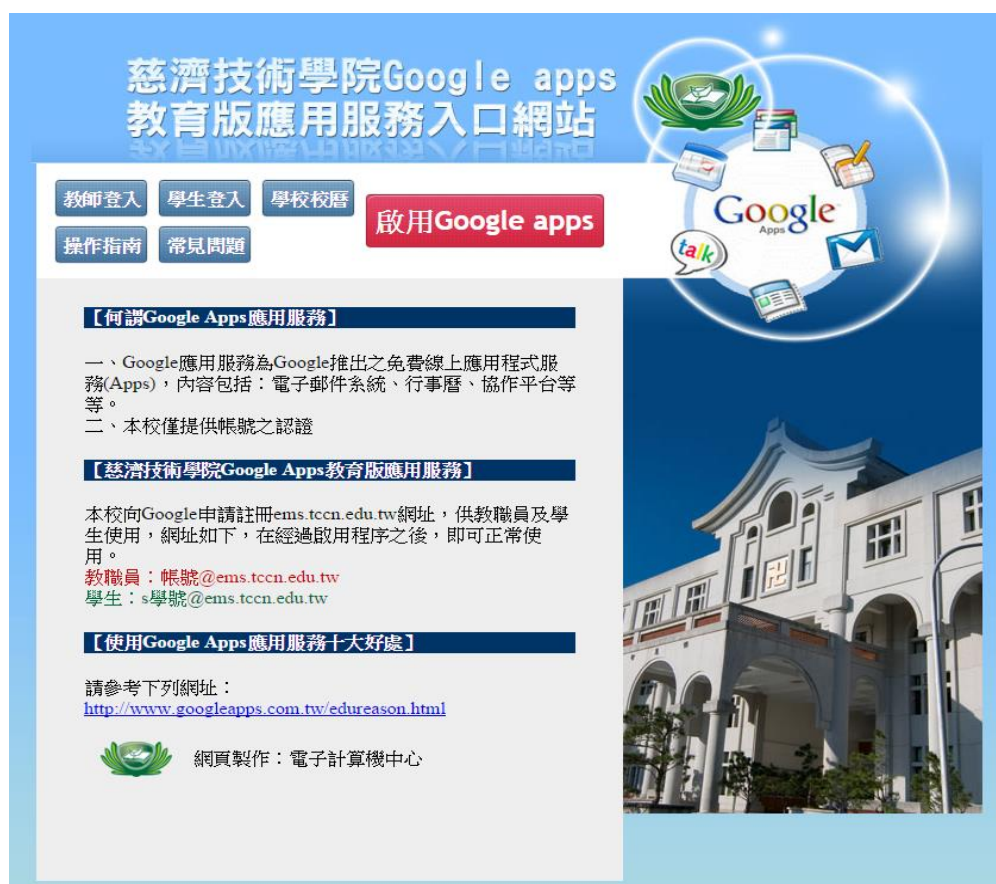 慈濟技術學院Google apps
教育版應用服務入口網站
教師登入 學生登入 學校校曆
啟用Google apps
操作指南 常見問題
Google
Apps
talk
【何謂Google Apps應用服務】
一、Google應用服務為Google推出之免費線上應用程式服
務(Apps)，內容包括：電子郵件系統、行事曆、協作平台等
等。
二、本校僅提供帳號之認證
【慈濟技術學院Google Apps教育版應用服務】
本校向Google申請註冊ems.tccn.edu.tw網址，供教職員及學
生使用，網址如下，在經過啟用程序之後，即可正常使
用。
教職員：帳號@ems.tccn.edu.tw
學生：s學號@ems.tccn.edu.tw
【使用Google Apps應用服務十大好處】
請參考下列網址：
http://www.googleapps.com.tw/edureason.html
網頁製作：電子計算機中心
卍